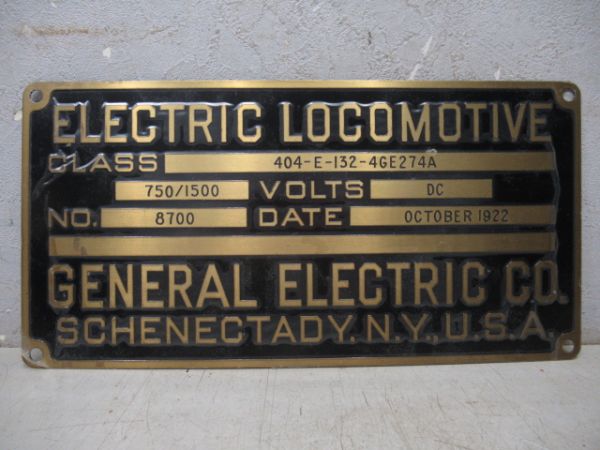 ELECTRIC LOCOMOTIVE
CLASS 404-E-132-4GE274A
750/1500 VOLTS DC
NO. 8700 DATE OCTOBER 1922
GENERAL ELECTRIC CO.
SCHENECTADY, N.Y., U.S.A.